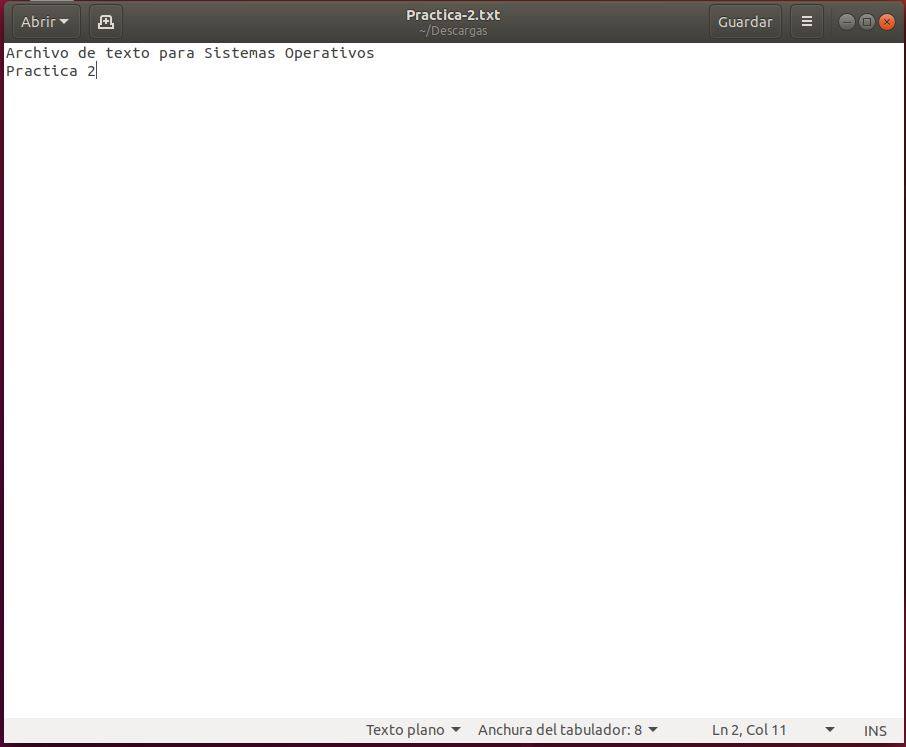 Abrir
Practica-2.txt
~/Descargas
Guardar
Archivo de texto para Sistemas Operativos
Practica 2
Texto plano
Anchura del tabulador: 8
Ln 2, Col 11
INS